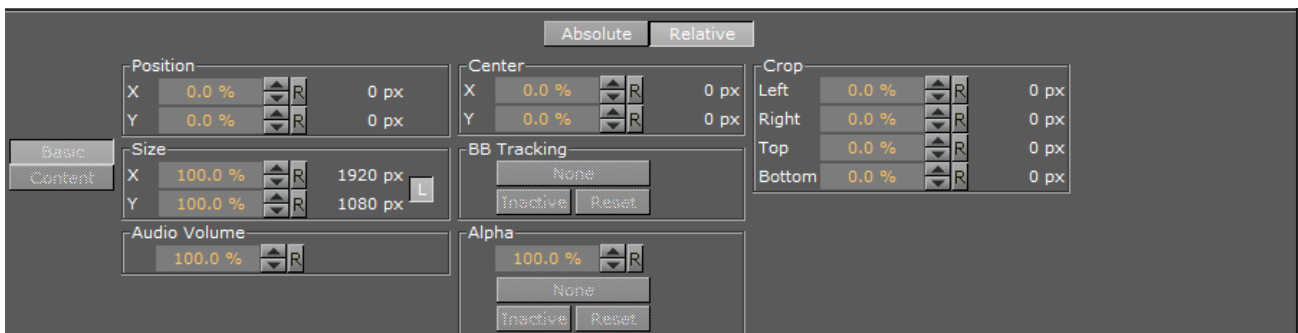 Absolute Relative
Position
X 0.0 % R 0 px
Y 0.0 % R 0 px
Center
X 0.0 % R 0 px
Y 0.0 % R 0 px
Crop
Left 0.0 % R 0 px
Right 0.0 % R 0 px
Top 0.0 % R 0 px
Bottom 0.0 % R 0 px
Basic
Content
Size
X 100.0 % R 1920 px
Y 100.0 % R 1080 px
L
BB Tracking
None
Inactive Reset
Audio Volume
100.0 % R
Alpha
100.0 % R
None
Inactive Reset